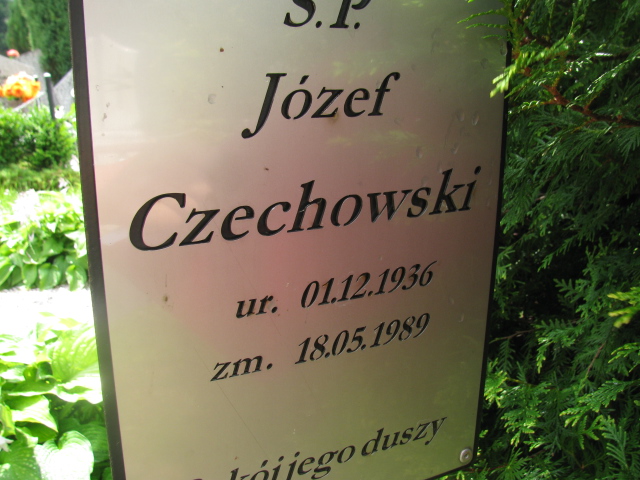 Ś.P.
Józef
Czechowski
ur. 01.12.1936
zm. 18.05.1989
jego duszy